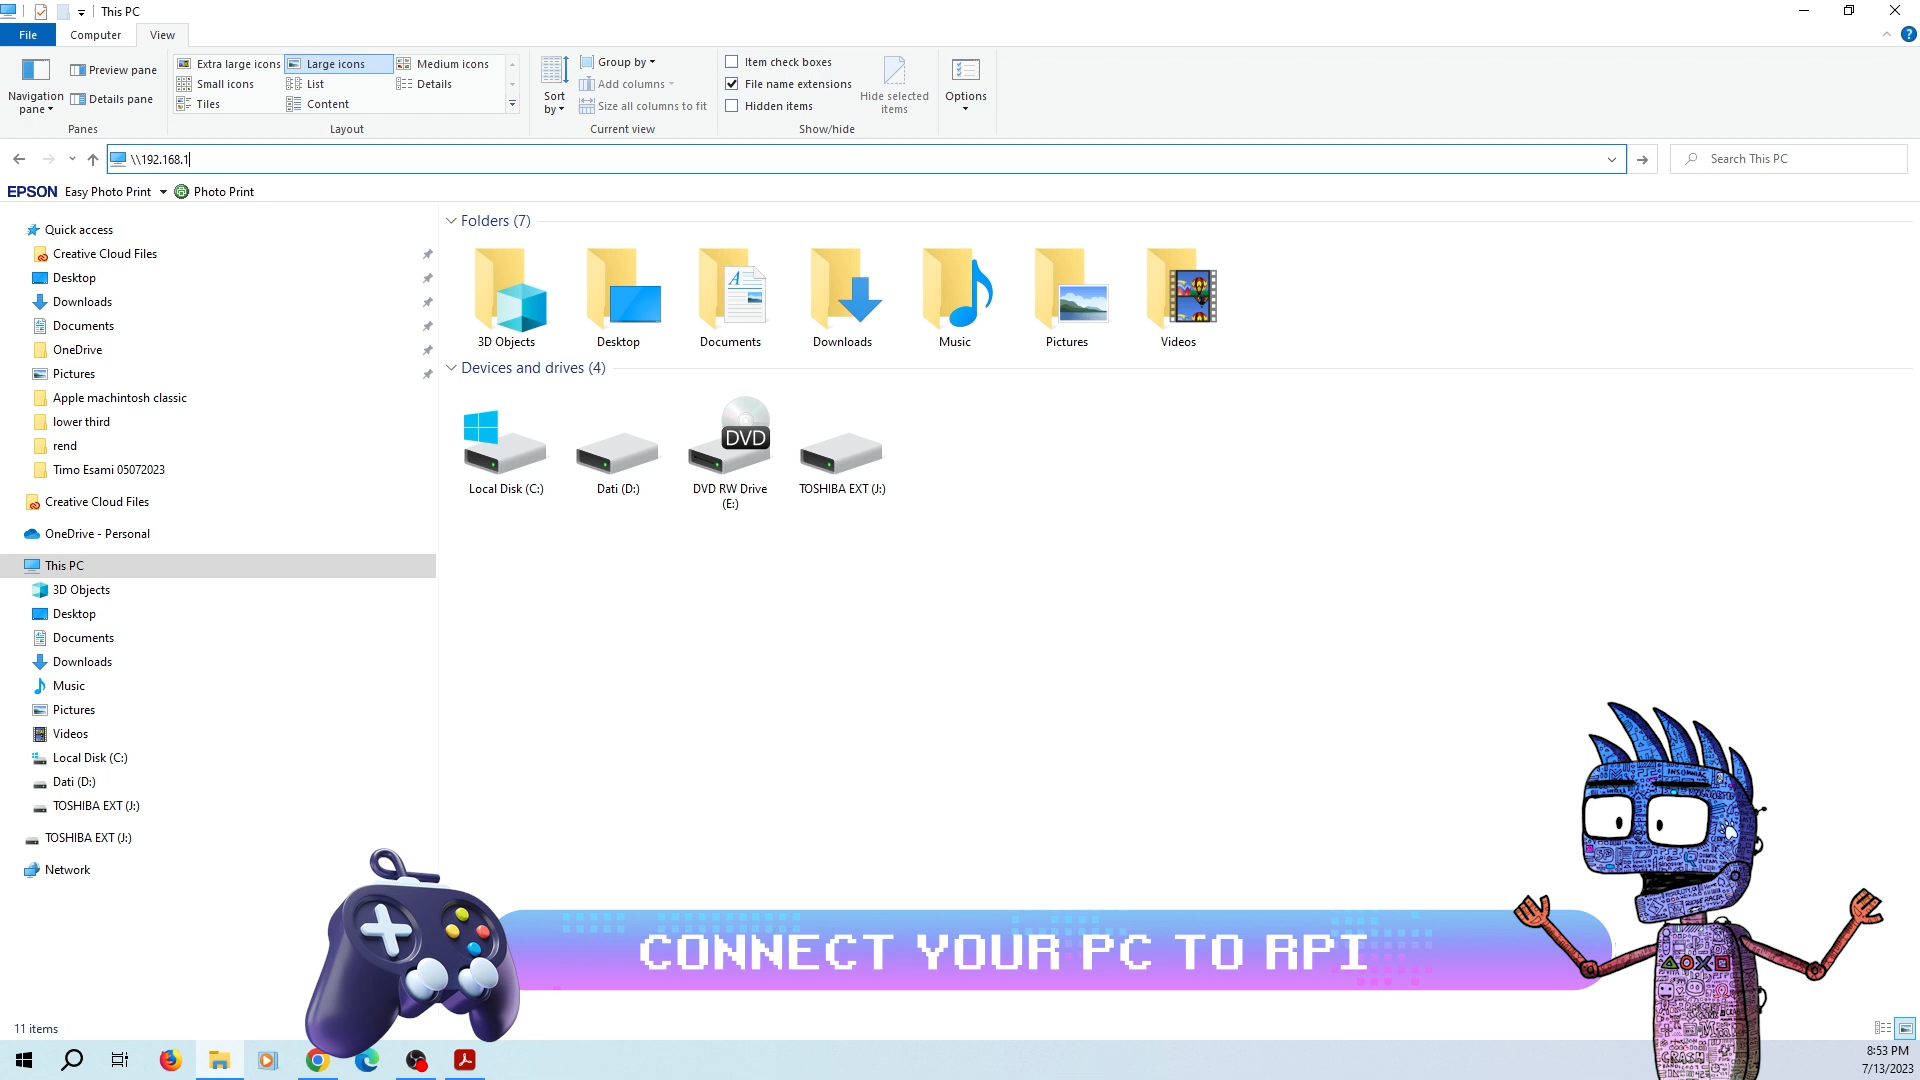 This PC
File
Computer
View
Navigation
pane
Preview pane
Details pane
Panes
Extra large icons
Large icons
Medium icons
Small icons
List
Details
Tiles
Content
Layout
Sort
by
Group by
Add columns
Size all columns to fit
Current view
Item check boxes
File name extensions
Hidden items
Hide selected
items
Show/hide
Options
\\192.168.1
Search This PC
EPSON Easy Photo Print
Photo Print
Quick access
Creative Cloud Files
Desktop
Downloads
Documents
OneDrive
Pictures
Apple machintosh classic
lower third
rend
Timo Esami 05072023
Creative Cloud Files
OneDrive - Personal
This PC
3D Objects
Desktop
Documents
Downloads
Music
Pictures
Videos
Local Disk (C:)
Dati (D:)
TOSHIBA EXT (J:)
TOSHIBA EXT (J:)
Network
Folders (7)
3D Objects
Desktop
Documents
Downloads
Music
Pictures
Videos
Devices and drives (4)
DVD
Local Disk (C:)
Dati (D:)
DVD RW Drive
(E:)
TOSHIBA EXT (J:)
CONNECT YOUR PC TO RPI
INSOMNIAC
CRASH
11 items
8:53 PM
7/13/2023